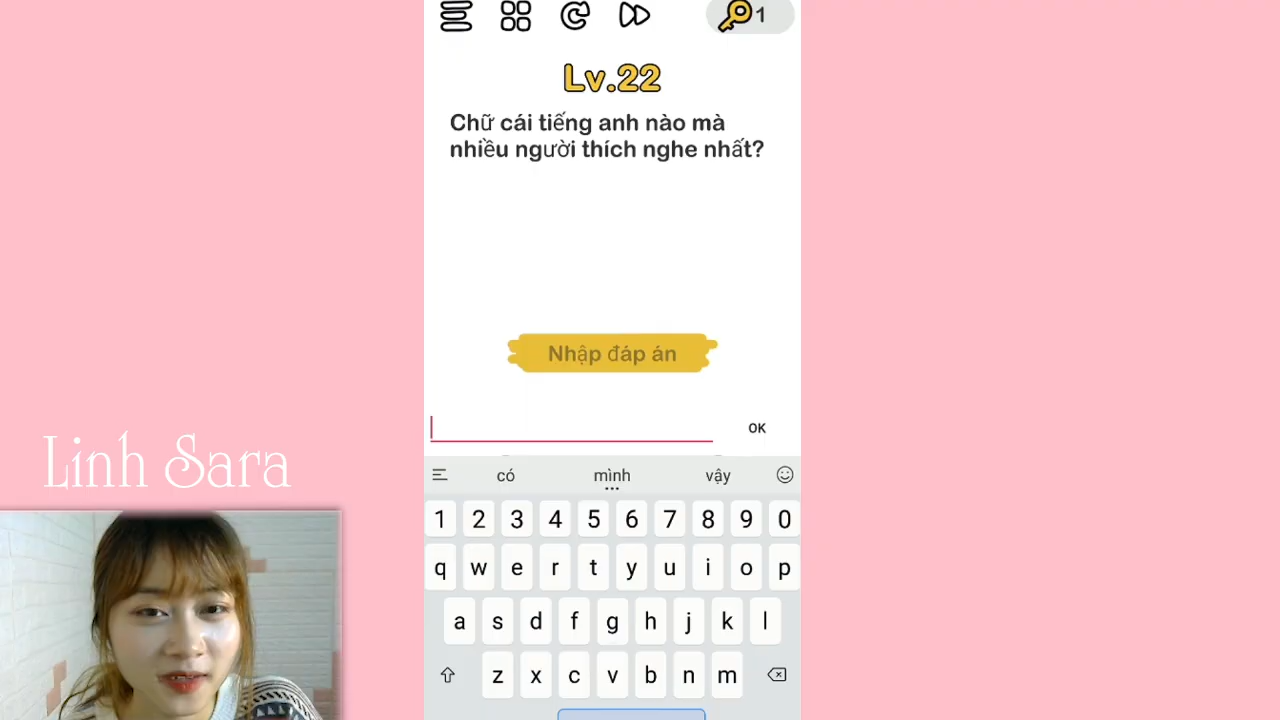 1
Lv.22
Chữ cái tiếng anh nào mà
nhiều người thích nghe nhất?
Nhập đáp án
OK
Linh Sara
có mình vậy
1 2 3 4 5 6 7 8 9 0
q w e r t y u i o p
a s d f g h j k l
z x c v b n m